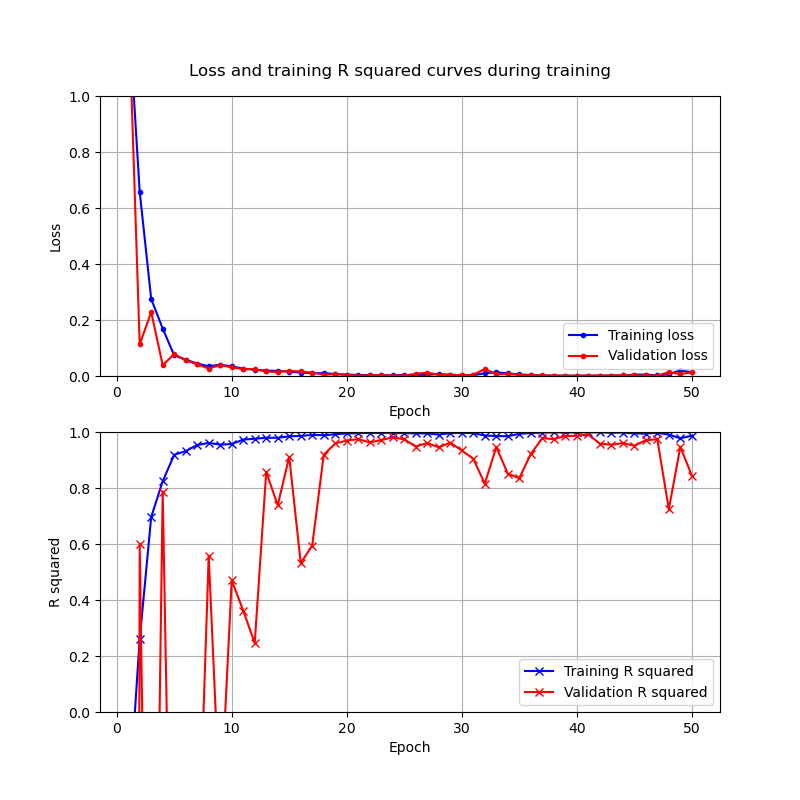 Loss and training R squared curves during training
1.0
0.8
0.6
0.4
0.2
0.0
Loss
Training loss
Validation loss
0 10 20 30 40 50
Epoch
1.0
0.8
0.6
0.4
0.2
0.0
R squared
Training R squared
Validation R squared
0 10 20 30 40 50
Epoch